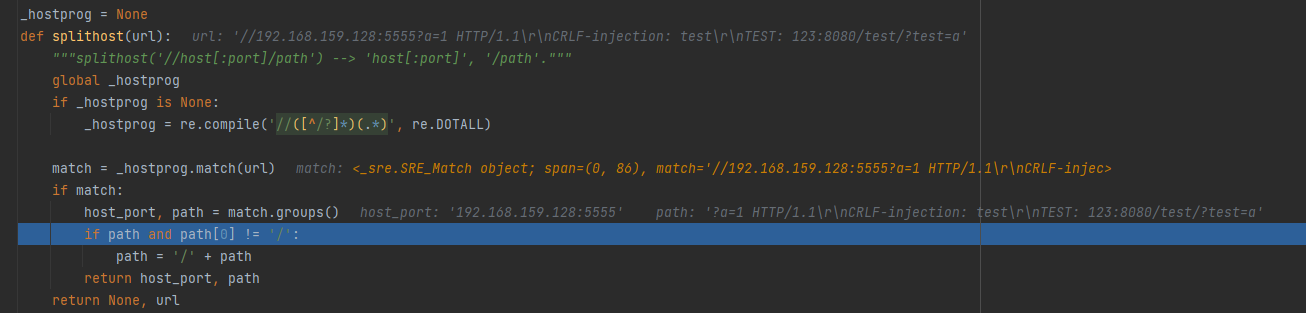 _hostprog = None
def splithost(url):   url: '//192.168.159.128:5555?a=1 HTTP/1.1\r\nCRLF-injection: test\r\nTEST: 123:8080/test/?test=a'
    """splithost('//host[:port]/path') --> 'host[:port]', '/path'."""
    global _hostprog
    if _hostprog is None:
        _hostprog = re.compile('//([^/?]*)(.*)', re.DOTALL)

    match = _hostprog.match(url)   match: <_sre.SRE_Match object; span=(0, 86), match='//192.168.159.128:5555?a=1 HTTP/1.1\r\nCRLF-injec>
    if match:
        host_port, path = match.groups()   host_port: '192.168.159.128:5555'    path: '?a=1 HTTP/1.1\r\nCRLF-injection: test\r\nTEST: 123:8080/test/?test=a'
        if path and path[0] != '/':
            path = '/' + path
        return host_port, path
    return None, url